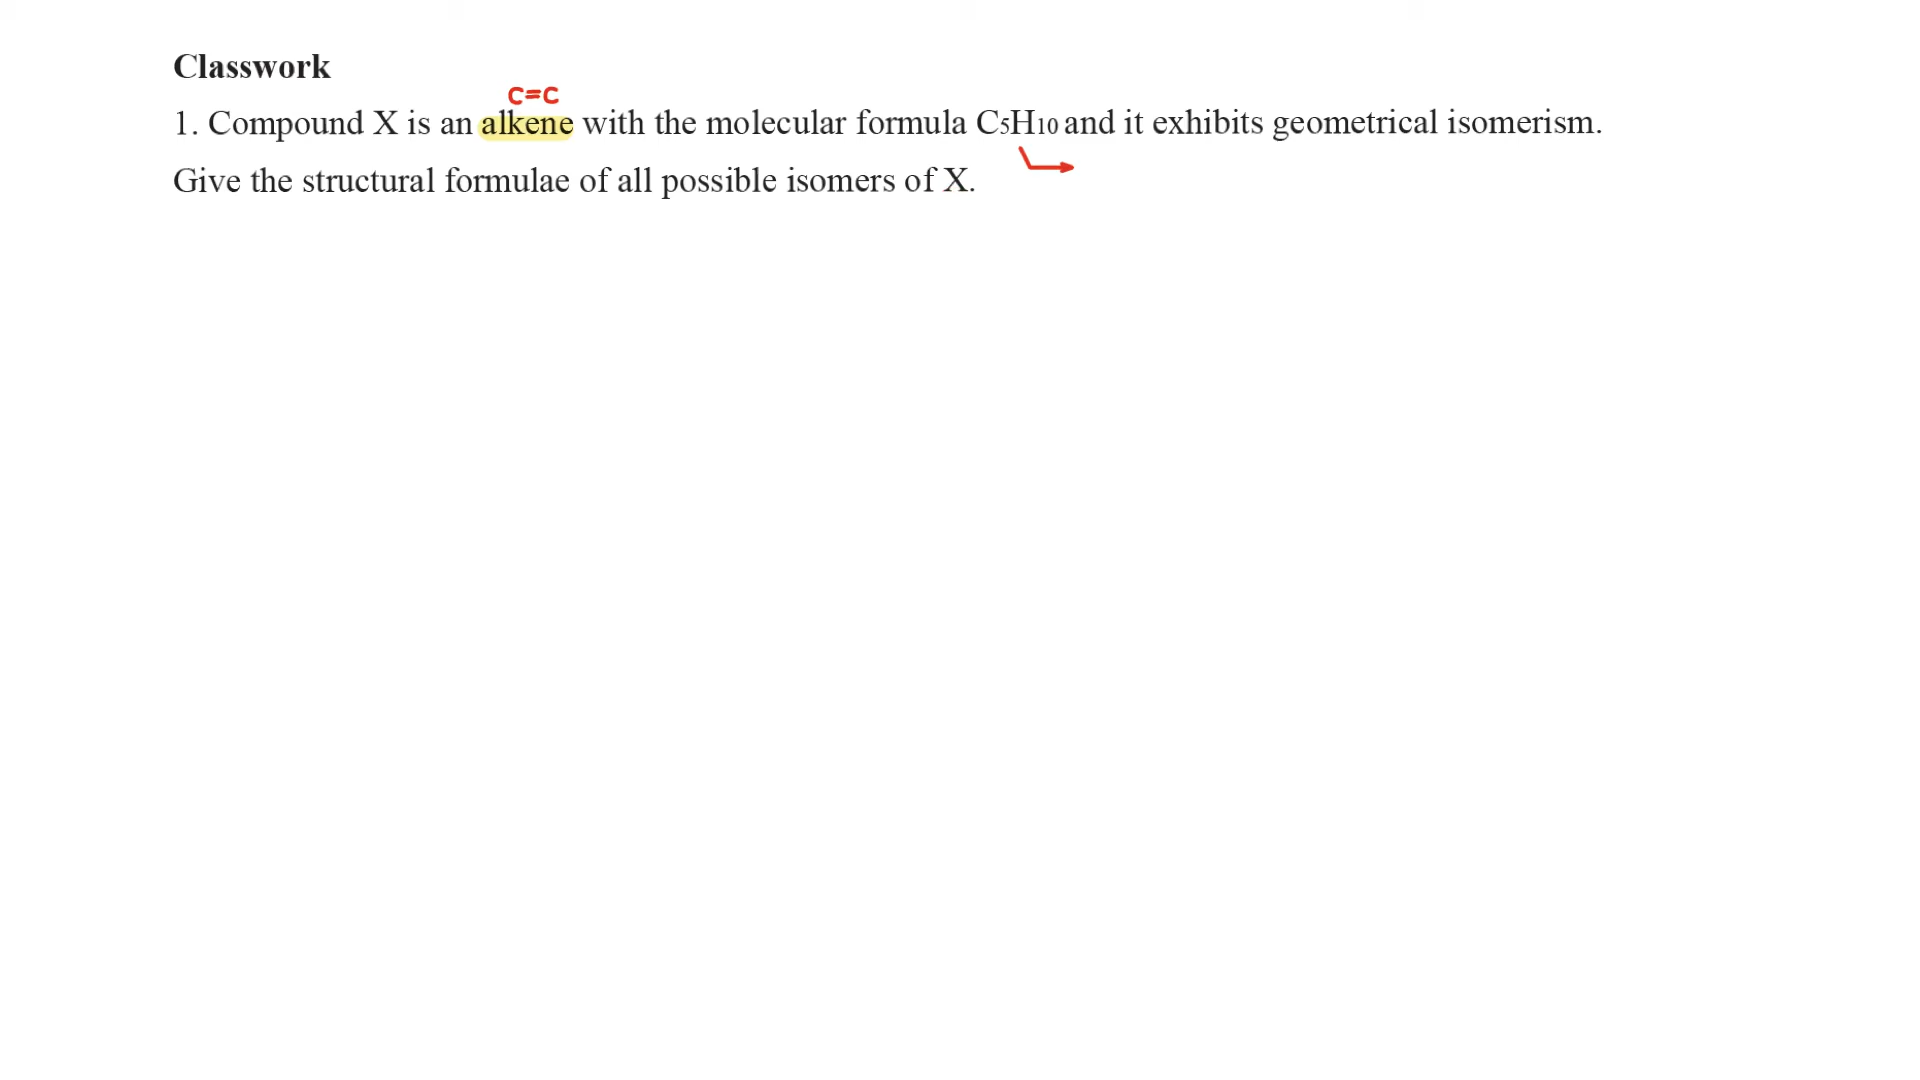 Classwork
C=C
1. Compound X is an alkene with the molecular formula C5H10 and it exhibits geometrical isomerism.
Give the structural formulae of all possible isomers of X.